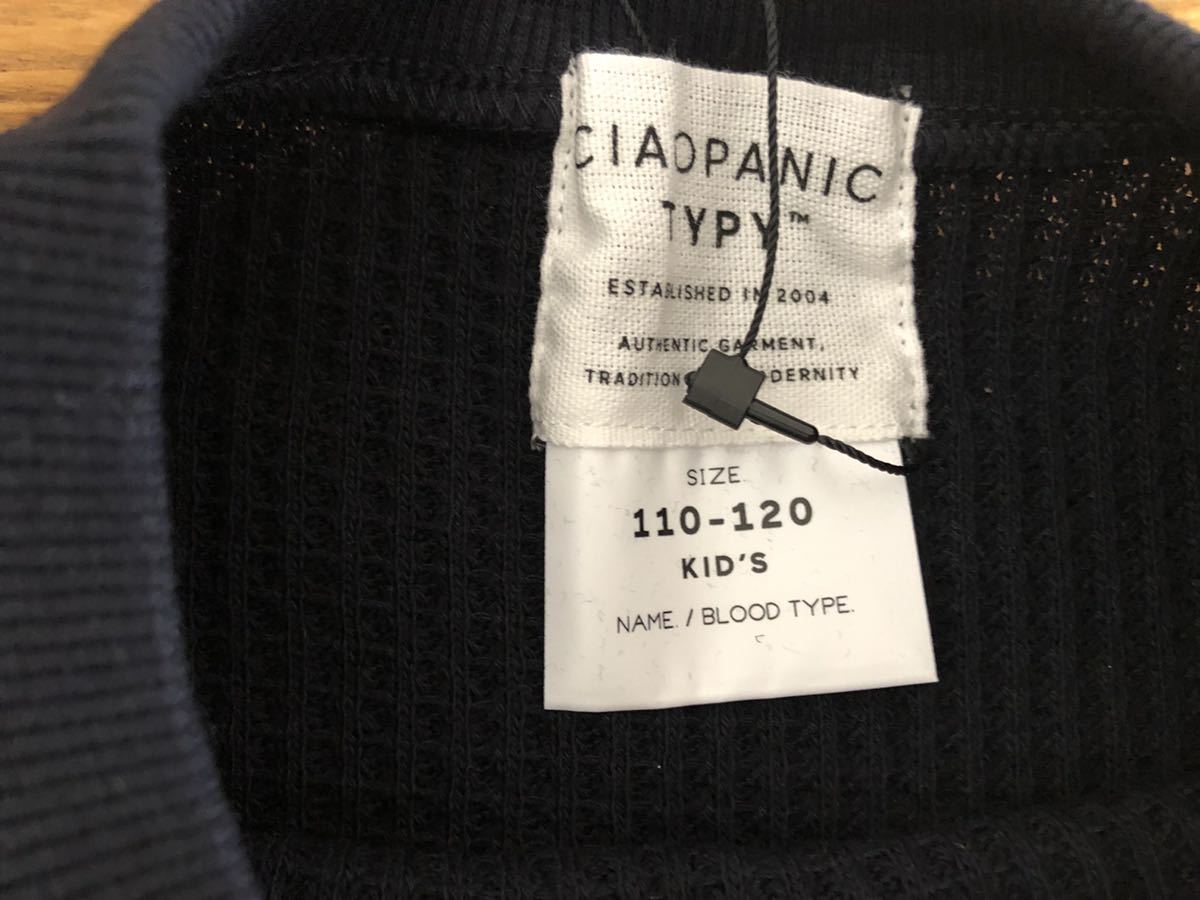 CIAOPANIC
TYPY™
ESTABLISHED IN 2004
AUTHENTIC GARMENT,
TRADITION DERNITY
SIZE.
110-120
KID'S
NAME. / BLOOD TYPE.